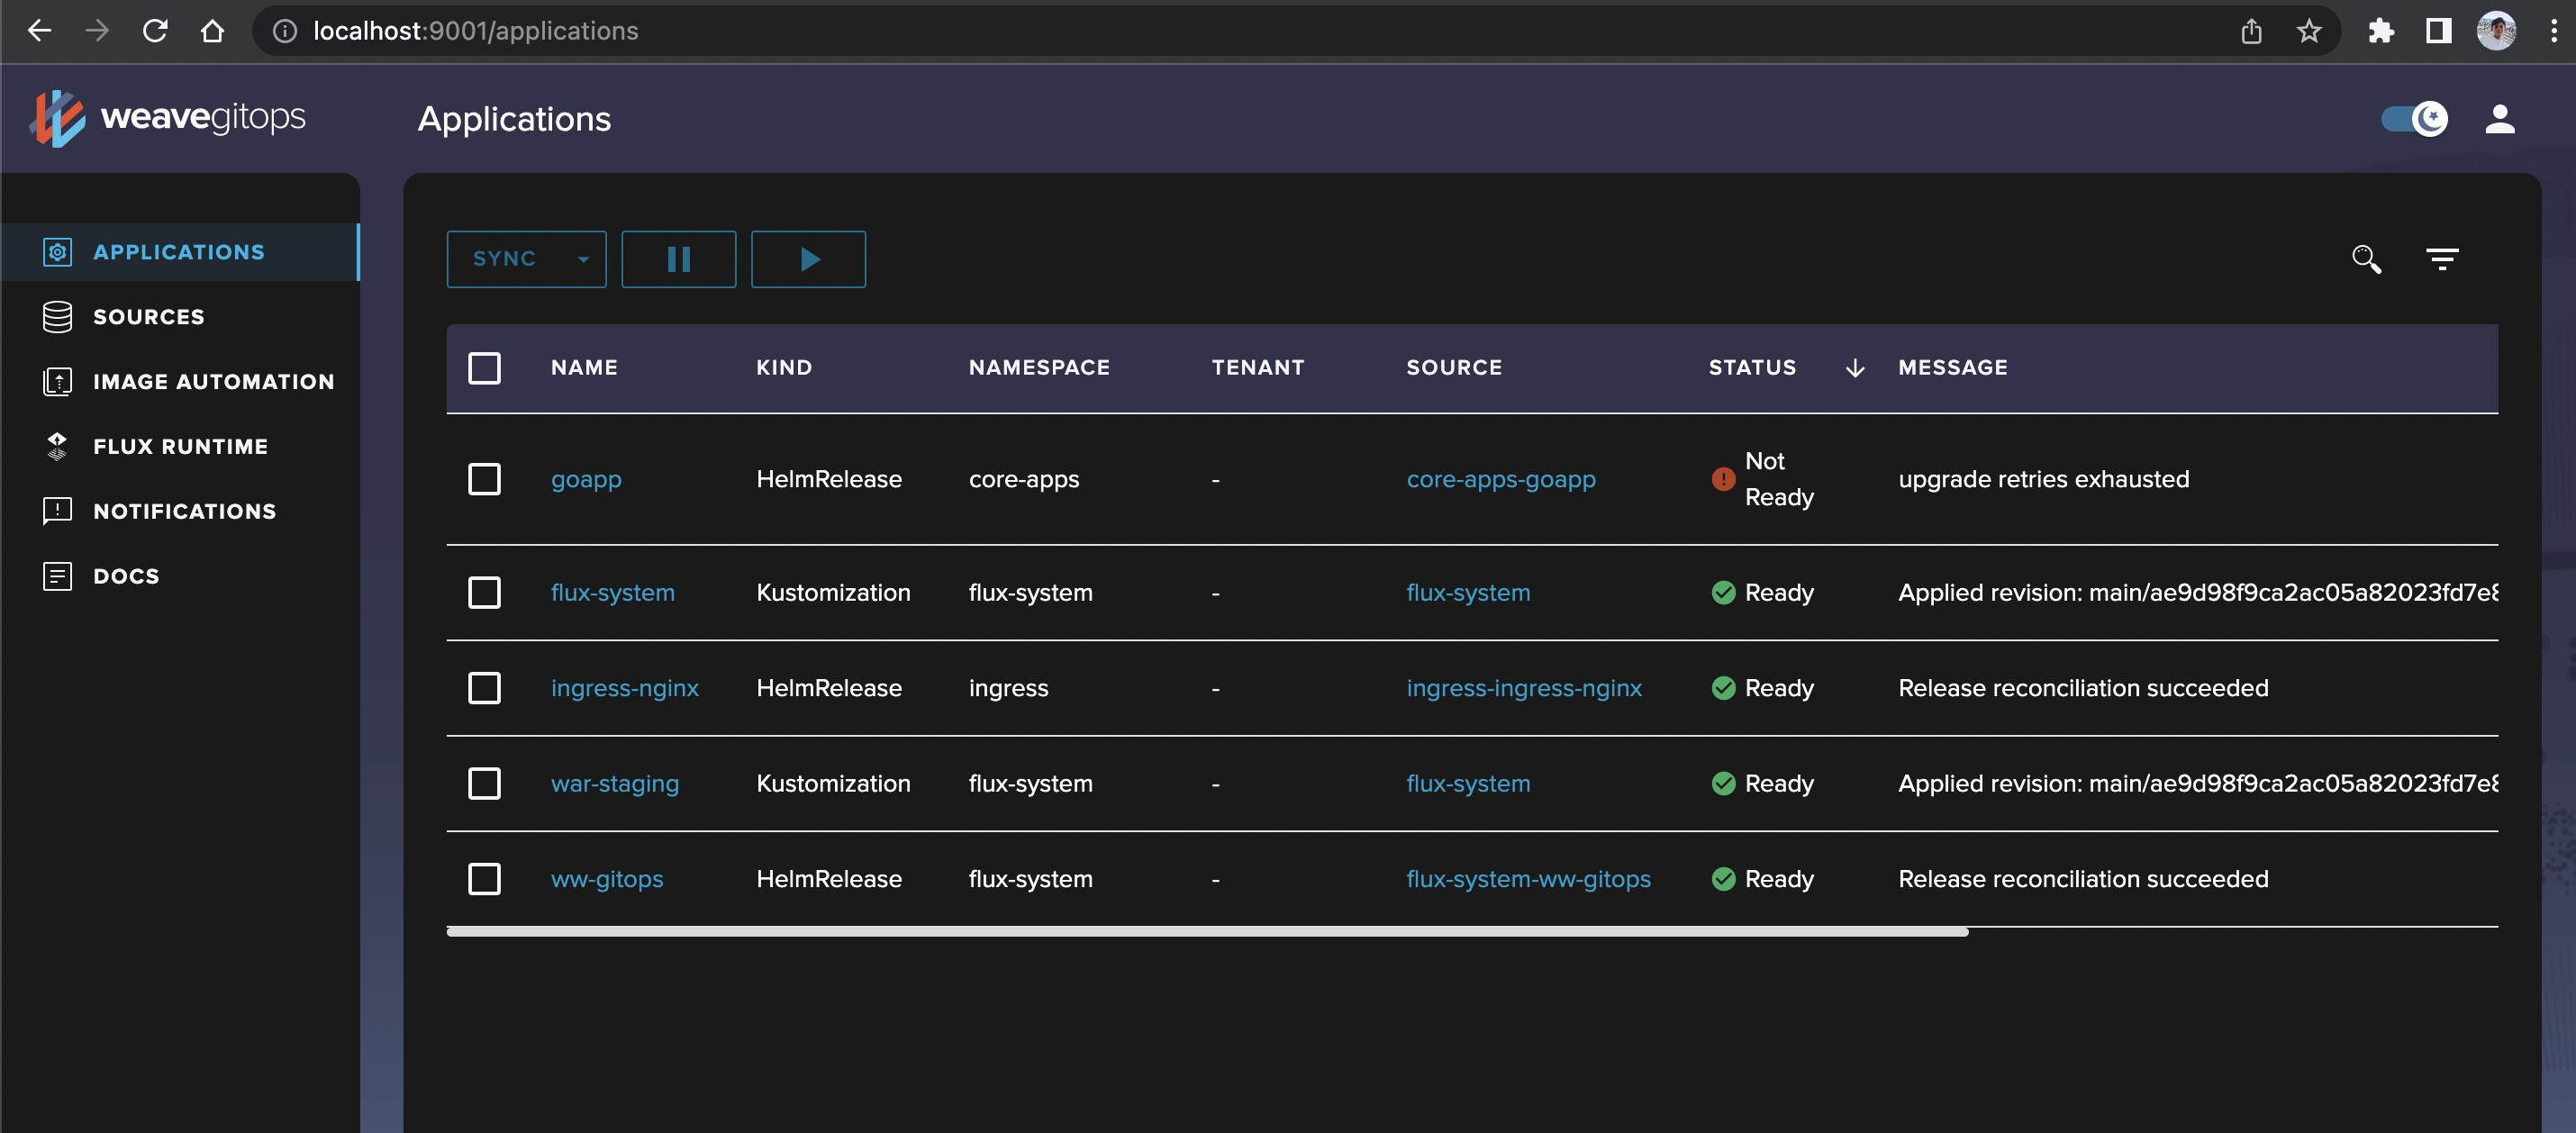 localhost:9001/applications
weavegitops
Applications
APPLICATIONS
SOURCES
IMAGE AUTOMATION
FLUX RUNTIME
NOTIFICATIONS
DOCS
SYNC
NAME KIND NAMESPACE TENANT SOURCE STATUS MESSAGE
goapp HelmRelease core-apps - core-apps-goapp Not Ready upgrade retries exhausted
flux-system Kustomization flux-system - flux-system Ready Applied revision: main/ae9d98f9ca2ac05a82023fd7e8
ingress-nginx HelmRelease ingress - ingress-ingress-nginx Ready Release reconciliation succeeded
war-staging Kustomization flux-system - flux-system Ready Applied revision: main/ae9d98f9ca2ac05a82023fd7e8
ww-gitops HelmRelease flux-system - flux-system-ww-gitops Ready Release reconciliation succeeded